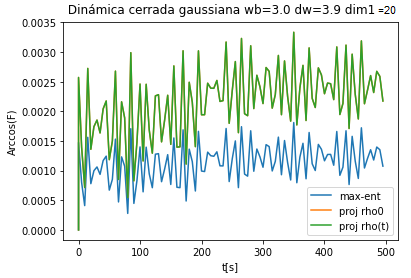 Dinámica cerrada gaussiana wb=3.0 dw=3.9 dim1 =20
0.0035
0.0030
0.0025
0.0020
0.0015
0.0010
0.0005
0.0000
Arccos(F)
max-ent
proj rho0
proj rho(t)
0 100 200 300 400 500
t[s]